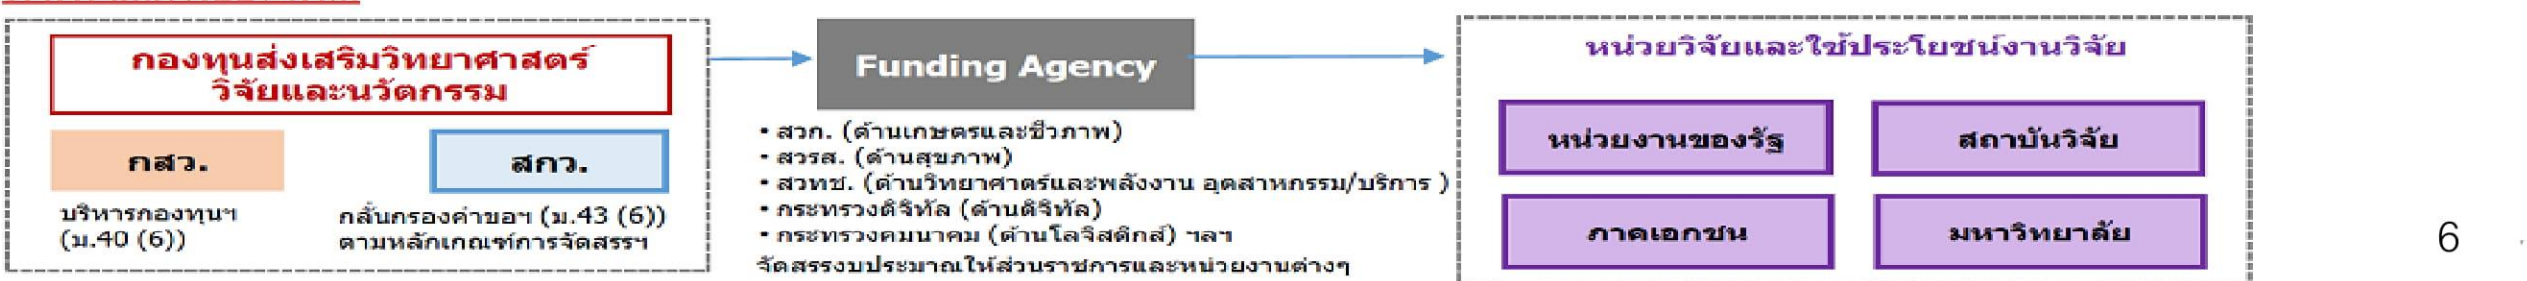 กองทุนส่งเสริมวิทยาศาสตร์
วิจัยและนวัตกรรม
กสว.
สกว.
บริหารกองทุนฯ
(ม.40 (6))
กลั่นกรองคำขอฯ (ม.43 (6))
ตามหลักเกณฑ์การจัดสรรฯ
Funding Agency
• สวก. (ด้านเกษตรและชีวภาพ)
• สวรส. (ด้านสุขภาพ)
• สวทช. (ด้านวิทยาศาตร์และพลังงาน อุตสาหกรรม/บริการ )
• กระทรวงดิจิทัล (ด้านดิจิทัล)
• กระทรวงคมนาคม (ด้านโลจิสติกส์) ฯลฯ
จัดสรรงบประมาณให้ส่วนราชการและหน่วยงานต่างๆ
หน่วยวิจัยและใช้ประโยชน์งานวิจัย
หน่วยงานของรัฐ
สถาบันวิจัย
ภาคเอกชน
มหาวิทยาลัย
6